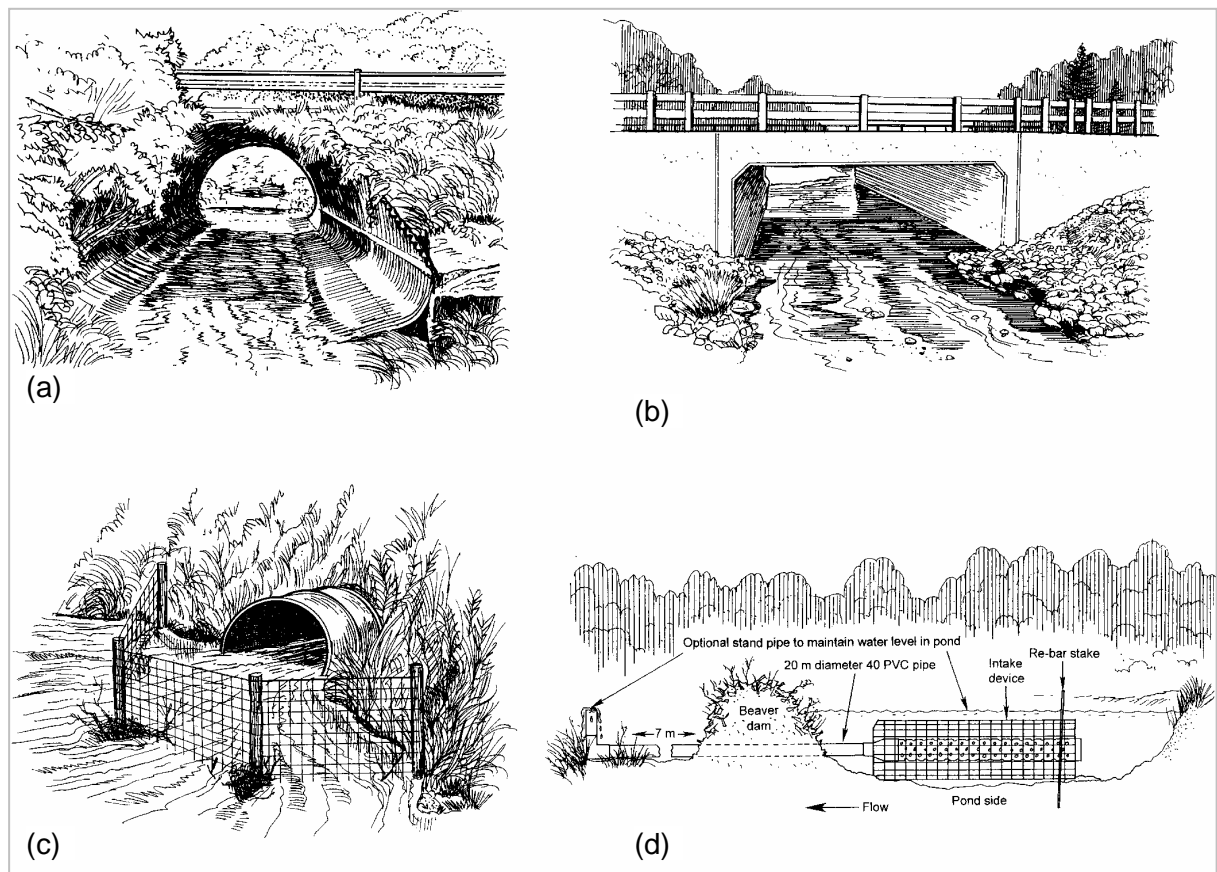 (a)
(b)
(c)
Optional stand pipe to maintain water level in pond
20 m diameter 40 PVC pipe
Intake
device
Re-bar stake
Beaver
dam
7 m
Flow
Pond side
(d)